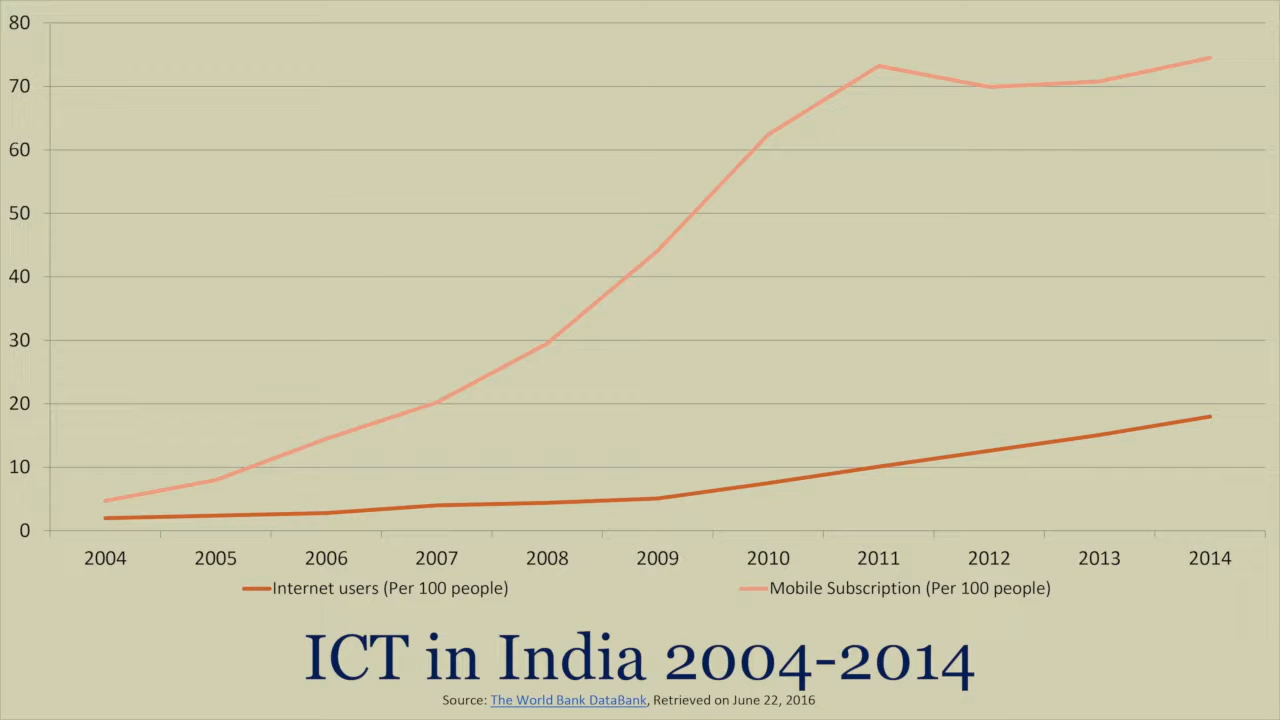 80
70
60
50
40
30
20
10
0
2004 2005 2006 2007 2008 2009 2010 2011 2012 2013 2014
Internet users (Per 100 people) Mobile Subscription (Per 100 people)
ICT in India 2004-2014
Source: The World Bank DataBank, Retrieved on June 22, 2016